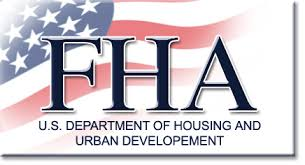 FHA
U.S. DEPARTMENT OF HOUSING AND
URBAN DEVELOPEMENT